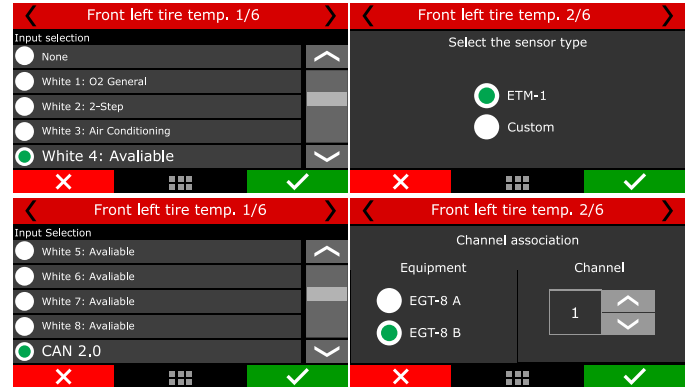 Front left tire temp. 1/6
Input selection
None
White 1: O2 General
White 2: 2-Step
White 3: Air Conditioning
White 4: Avaliable
Front left tire temp. 2/6
Select the sensor type
ETM-1
Custom
Front left tire temp. 1/6
Input Selection
White 5: Avaliable
White 6: Avaliable
White 7: Avaliable
White 8: Avaliable
CAN 2.0
Front left tire temp. 2/6
Channel association
Equipment
Channel
EGT-8 A
EGT-8 B
1